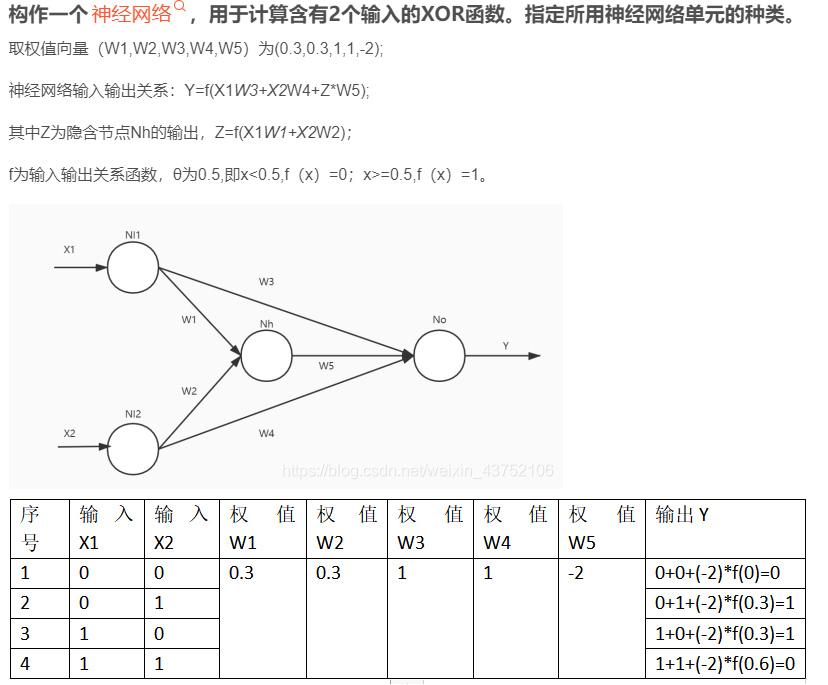 构作一个神经网络，用于计算含有2个输入的XOR函数。指定所用神经网络单元的种类。
取权值向量（W1,W2,W3,W4,W5）为(0.3,0.3,1,1,-2);
神经网络输入输出关系：Y=f(X1W3+X2W4+Z*W5);
其中Z为隐含节点Nh的输出，Z=f(X1W1+X2W2)；
f为输入输出关系函数，θ为0.5,即x<0.5,f（x）=0；x>=0.5,f（x）=1。
NI1
X1
W3
W1
Nh
No
Y
W5
W2
NI2
X2
W4
https://blog.csdn.net/weixin_43752106
序号 输入X1 输入X2 权值W1 权值W2 权值W3 权值W4 权值W5 输出Y
1 0 0 0.3 0.3 1 1 -2 0+0+(-2)*f(0)=0
2 0 1 0+1+(-2)*f(0.3)=1
3 1 0 1+0+(-2)*f(0.3)=1
4 1 1 1+1+(-2)*f(0.6)=0